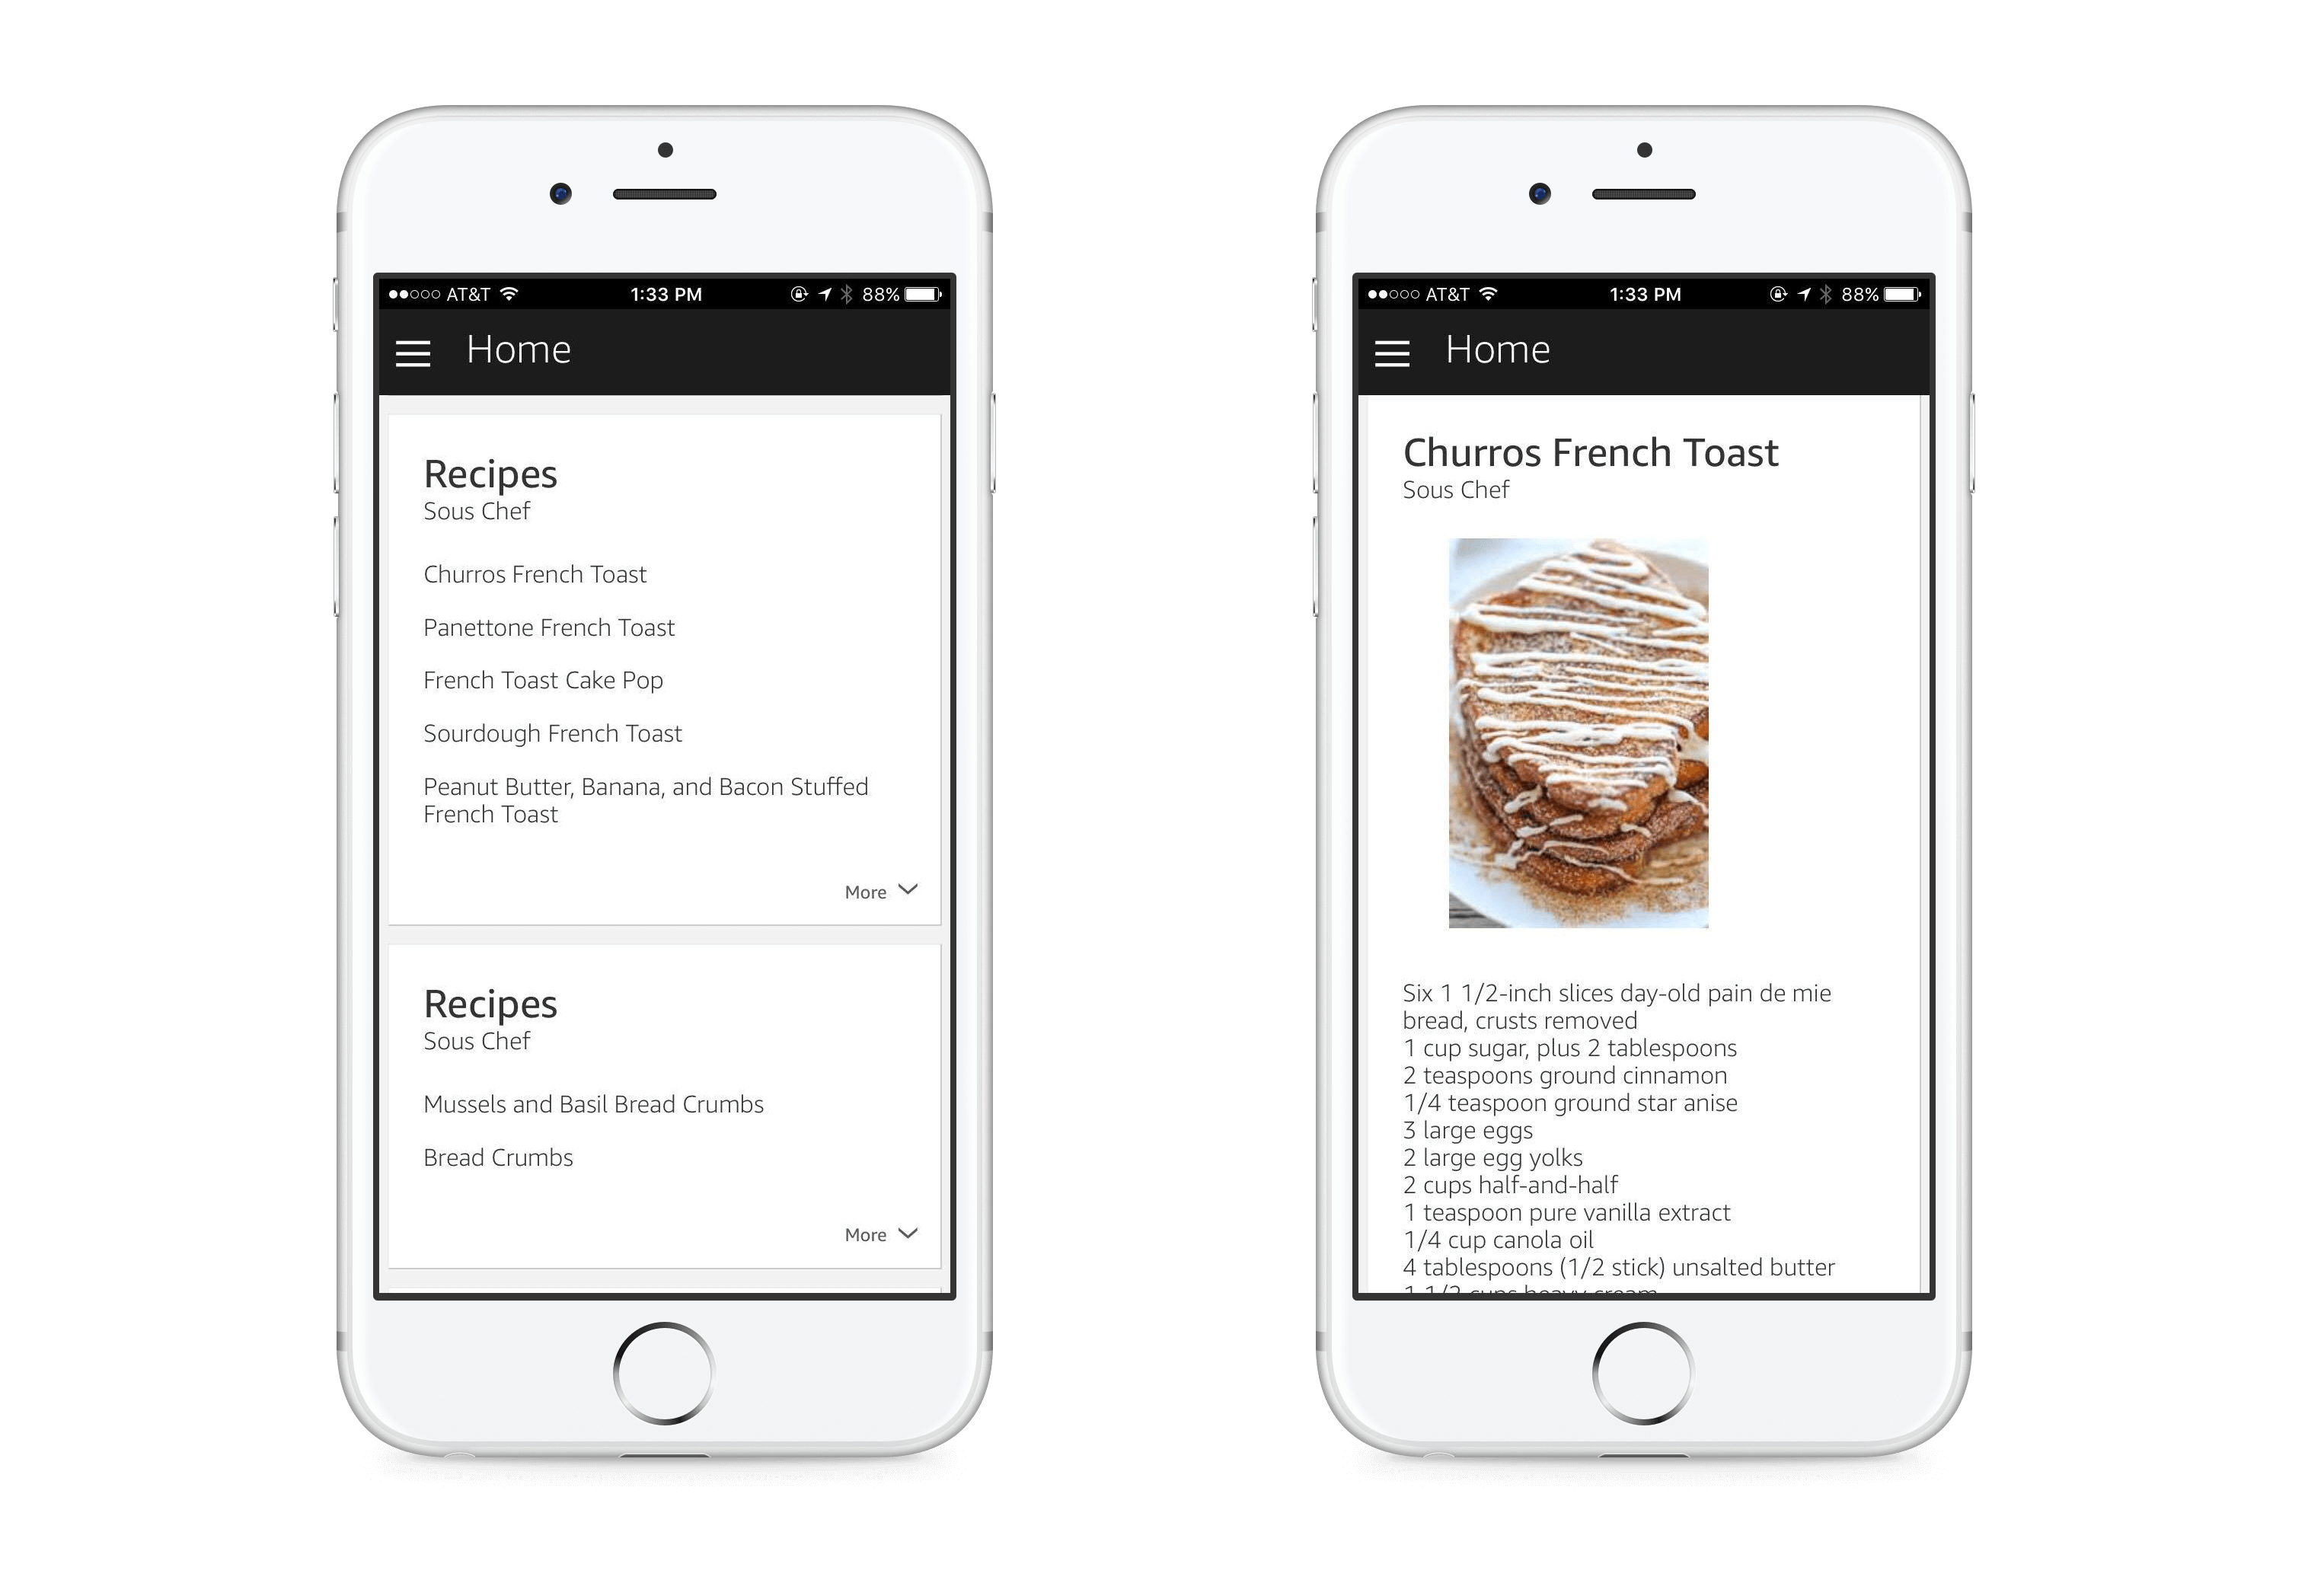 AT&T
1:33 PM
88%
Home
Recipes
Sous Chef
Churros French Toast
Panettone French Toast
French Toast Cake Pop
Sourdough French Toast
Peanut Butter, Banana, and Bacon Stuffed
French Toast
More
Recipes
Sous Chef
Mussels and Basil Bread Crumbs
Bread Crumbs
More
AT&T
1:33 PM
88%
Home
Churros French Toast
Sous Chef
Six 1 1/2-inch slices day-old pain de mie
bread, crusts removed
1 cup sugar, plus 2 tablespoons
2 teaspoons ground cinnamon
1/4 teaspoon ground star anise
3 large eggs
2 large egg yolks
2 cups half-and-half
1 teaspoon pure vanilla extract
1/4 cup canola oil
4 tablespoons (1/2 stick) unsalted butter
cups heavy cream